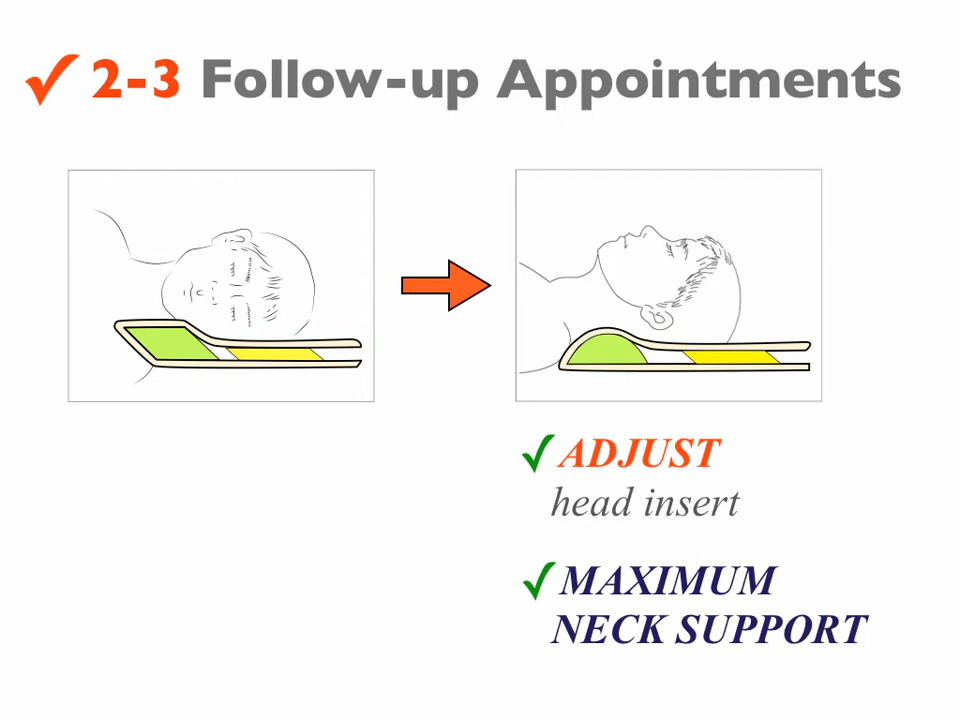 ✓ 2-3 Follow-up Appointments
✓ADJUST
head insert
✓MAXIMUM
NECK SUPPORT